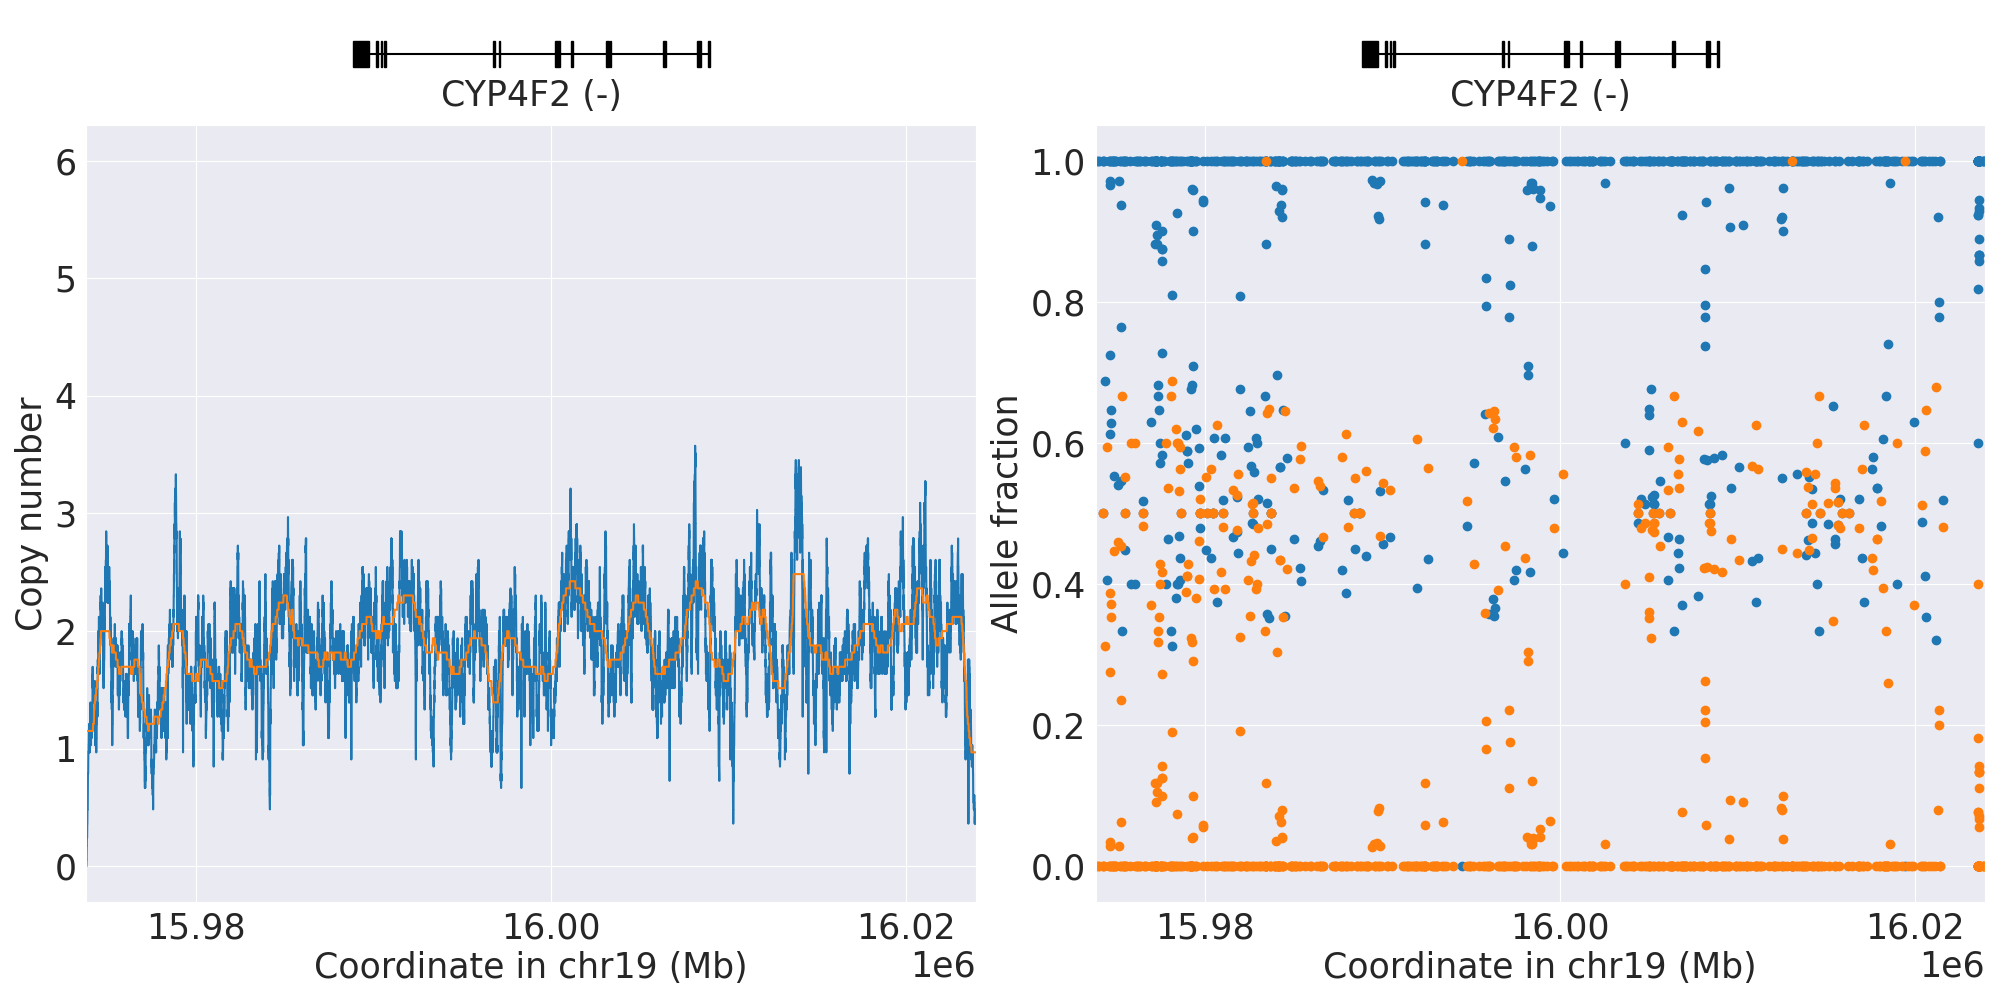 CYP4F2 (-)
6
5
4
3
2
1
0
Copy number
15.98
16.00
16.02
Coordinate in chr19 (Mb)
1e6
CYP4F2 (-)
1.0
0.8
0.6
0.4
0.2
0.0
Allele fraction
15.98
16.00
16.02
Coordinate in chr19 (Mb)
1e6